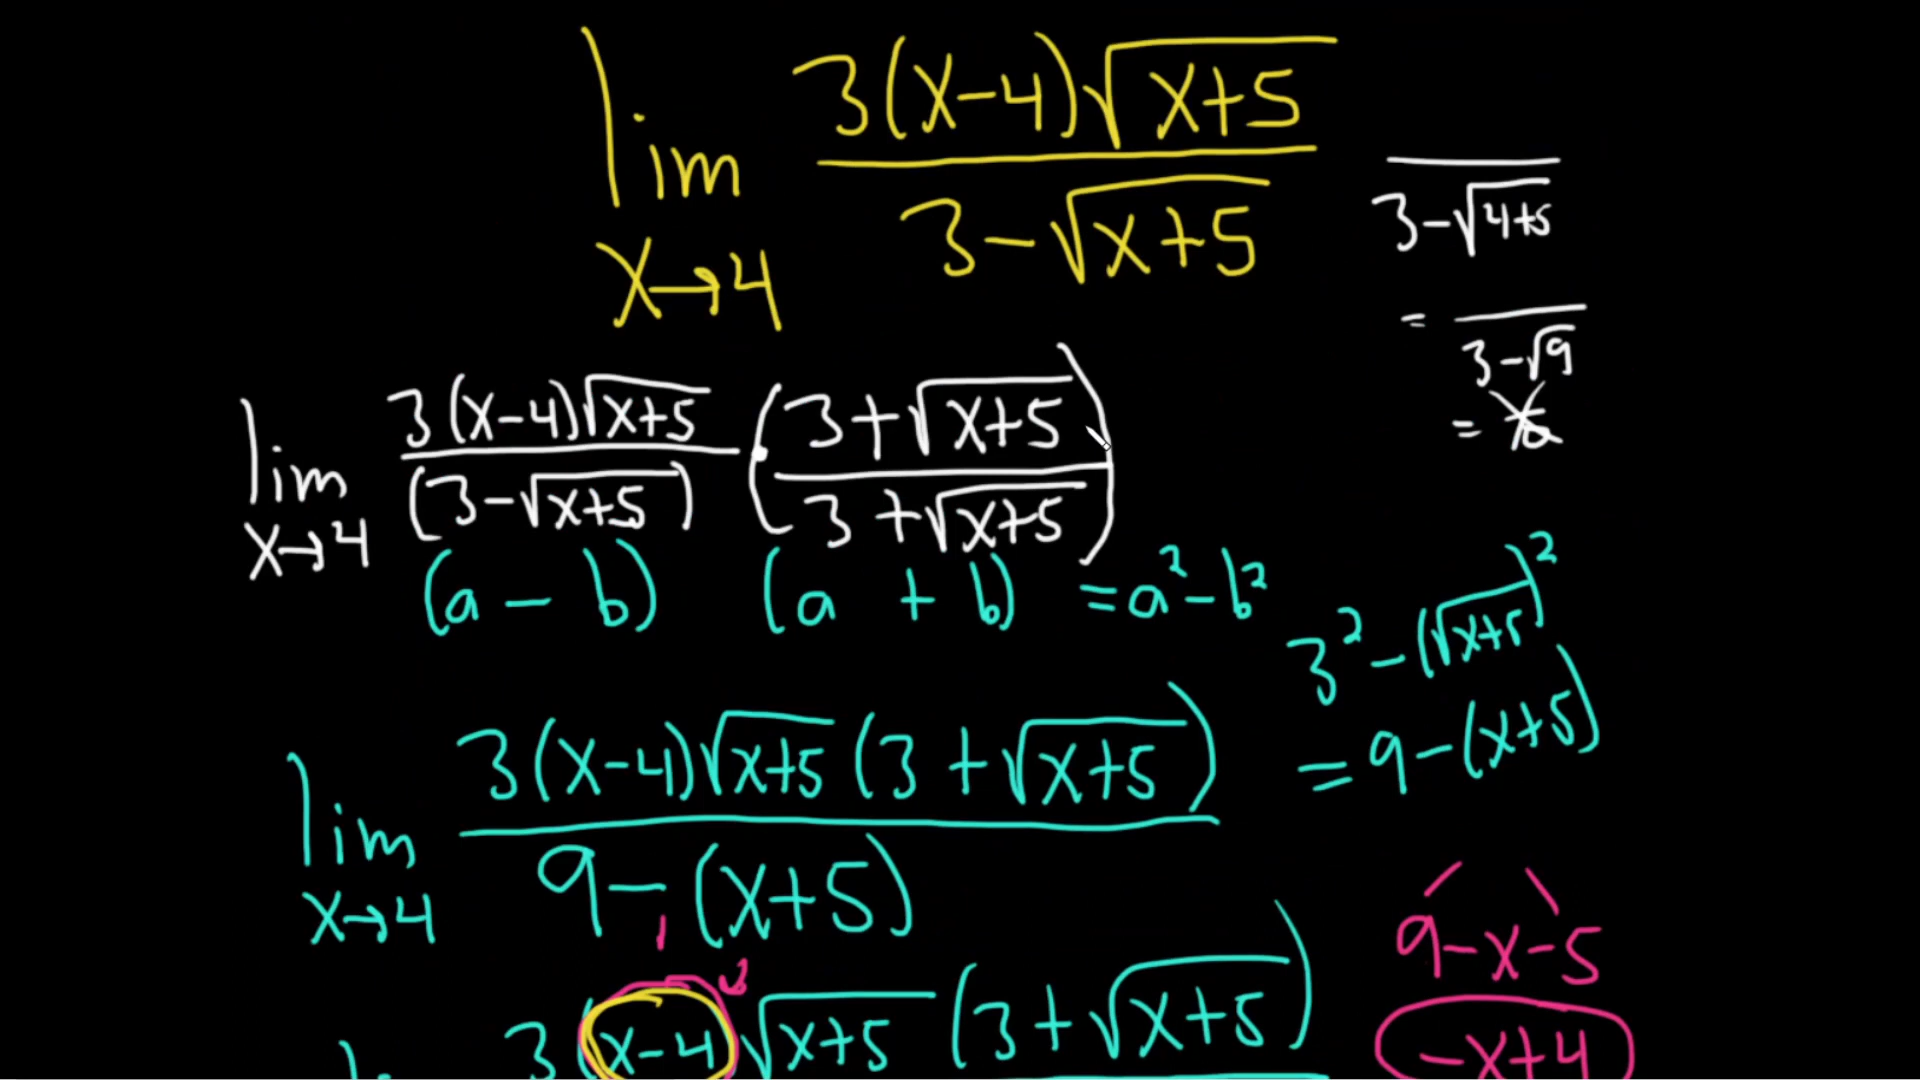 lim x→4 3(x-4)√(x+5) / 3-√(x+5)
‾ / 3-√(4+5)
= ‾ / 3-√9
=
lim x→4 3(x-4)√(x+5) / (3-√(x+5)) · (3+√(x+5) / 3+√(x+5))
(a - b) (a + b) = a² - b²
3² - (√(x+5))²
= 9-(x+5)
lim x→4 3(x-4)√(x+5) (3+√(x+5)) / 9-(x+5)
9-x-5
-x+4
3(x-4)√(x+5) (3+√(x+5))